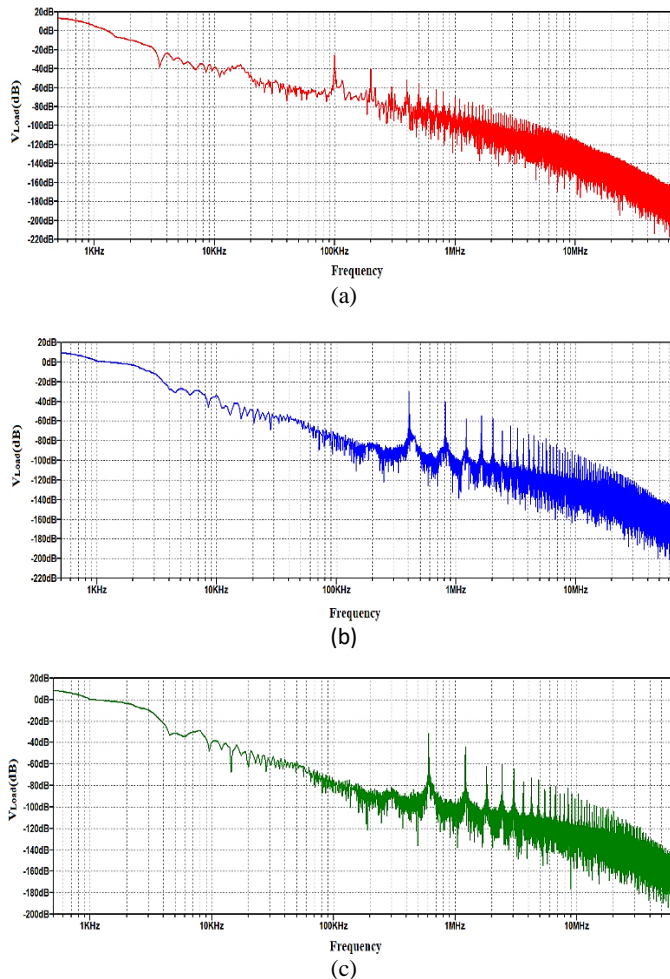 20dB
0dB
-20dB
-40dB
-60dB
-80dB
-100dB
-120dB
-140dB
-160dB
-180dB
-200dB
-220dB
VLoad(dB)
1KHz 10KHz 100KHz 1MHz 10MHz
Frequency
(a)
20dB
0dB
-20dB
-40dB
-60dB
-80dB
-100dB
-120dB
-140dB
-160dB
-180dB
-200dB
-220dB
VLoad(dB)
1KHz 10KHz 100KHz 1MHz 10MHz
Frequency
(b)
20dB
0dB
-20dB
-40dB
-60dB
-80dB
-100dB
-120dB
-140dB
-160dB
-180dB
-200dB
VLoad(dB)
1KHz 10KHz 100KHz 1MHz 10MHz
Frequency
(c)